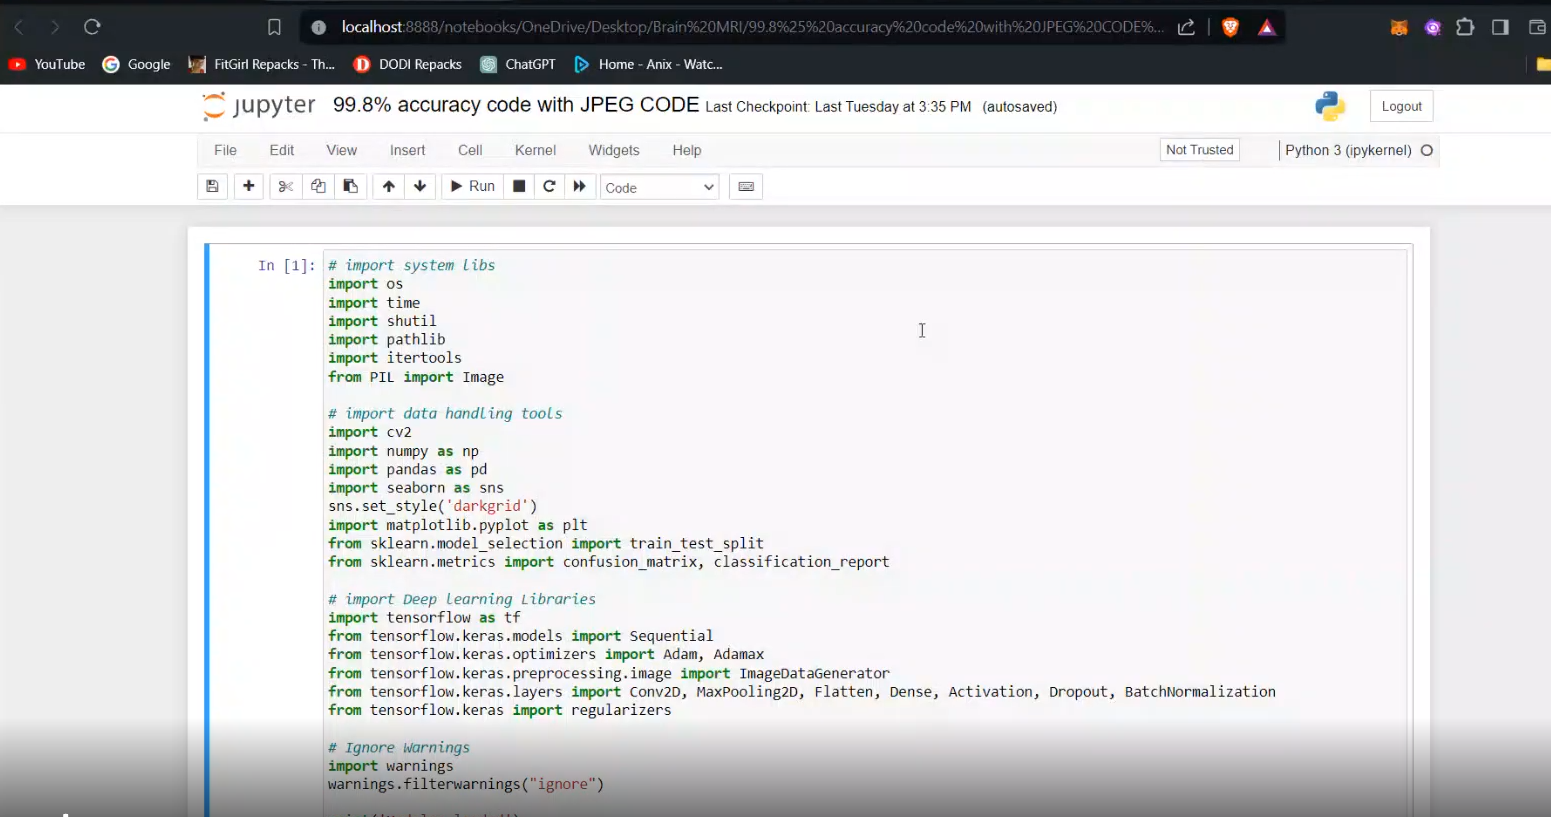 localhost:8888/notebooks/OneDrive/Desktop/Brain%20MRI/99.8%25%20accuracy%20code%20with%20JPEG%20CODE%...
YouTube Google FitGirl Repacks - Th... DODI Repacks ChatGPT Home - Anix - Watc...
jupyter 99.8% accuracy code with JPEG CODE Last Checkpoint: Last Tuesday at 3:35 PM (autosaved) Logout
File Edit View Insert Cell Kernel Widgets Help Not Trusted Python 3 (ipykernel)
Run Code
In [1]: # import system libs
import os
import time
import shutil
import pathlib
import itertools
from PIL import Image
# import data handling tools
import cv2
import numpy as np
import pandas as pd
import seaborn as sns
sns.set_style('darkgrid')
import matplotlib.pyplot as plt
from sklearn.model_selection import train_test_split
from sklearn.metrics import confusion_matrix, classification_report
# import Deep learning Libraries
import tensorflow as tf
from tensorflow.keras.models import Sequential
from tensorflow.keras.optimizers import Adam, Adamax
from tensorflow.keras.preprocessing.image import ImageDataGenerator
from tensorflow.keras.layers import Conv2D, MaxPooling2D, Flatten, Dense, Activation, Dropout, BatchNormalization
from tensorflow.keras import regularizers
# Ignore Warnings
import warnings
warnings.filterwarnings("ignore")